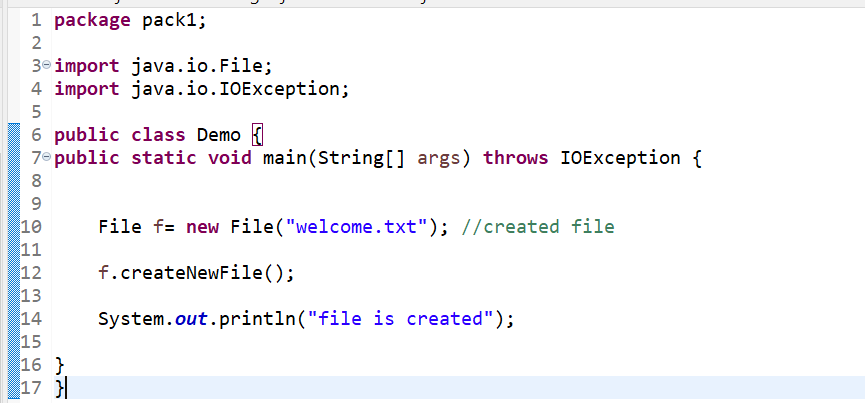 1 package pack1;
2
3 import java.io.File;
4 import java.io.IOException;
5
6 public class Demo {
7 public static void main(String[] args) throws IOException {
8
9
10     File f= new File("welcome.txt"); //created file
11
12     f.createNewFile();
13
14     System.out.println("file is created");
15
16 }
17 }